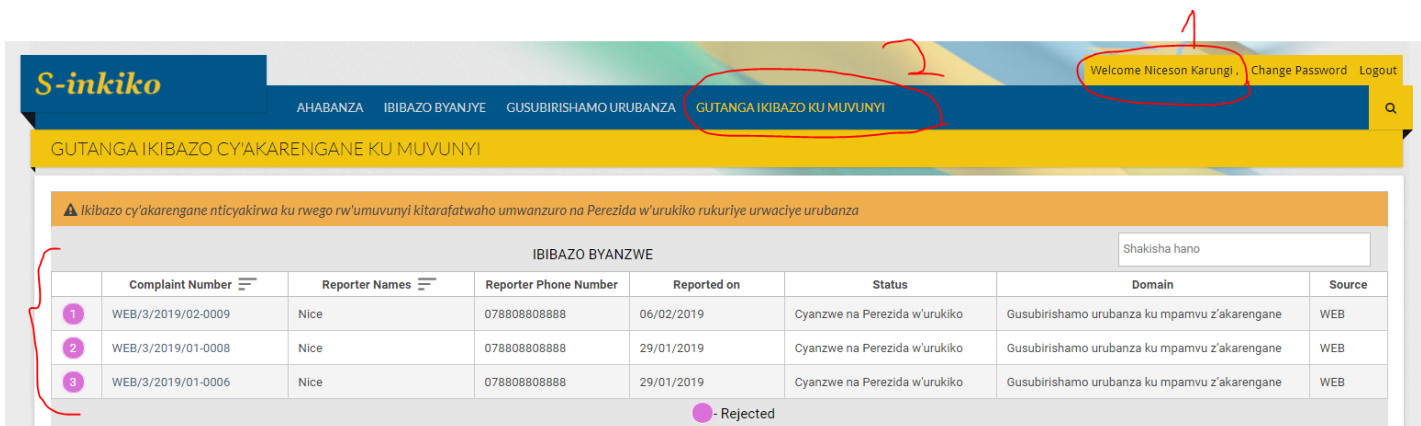 1
2
Welcome Niceson Karungi , Change Password Logout
S-inkiko
AHABANZA IBIBAZO BYANJYE GUSUBIRISHAMO URUBANZA GUTANGA IKIBAZO KU MUVUNYI
GUTANGA IKIBAZO CY'AKARENGANE KU MUVUNYI
Ikibazo cy'akarengane nticyakirwa ku rwego rw'umuvunyi kitarafatwaho umwanzuro na Perezida w'urukiko rukuriye urwaciye urubanza
IBIBAZO BYANZWE Shakisha hano
Complaint Number Reporter Names Reporter Phone Number Reported on Status Domain Source
1 WEB/3/2019/02-0009 Nice 078808808888 06/02/2019 Cyanzwe na Perezida w'urukiko Gusubirishamo urubanza ku mpamvu z'akarengane WEB
2 WEB/3/2019/01-0008 Nice 078808808888 29/01/2019 Cyanzwe na Perezida w'urukiko Gusubirishamo urubanza ku mpamvu z'akarengane WEB
3 WEB/3/2019/01-0006 Nice 078808808888 29/01/2019 Cyanzwe na Perezida w'urukiko Gusubirishamo urubanza ku mpamvu z'akarengane WEB
- Rejected